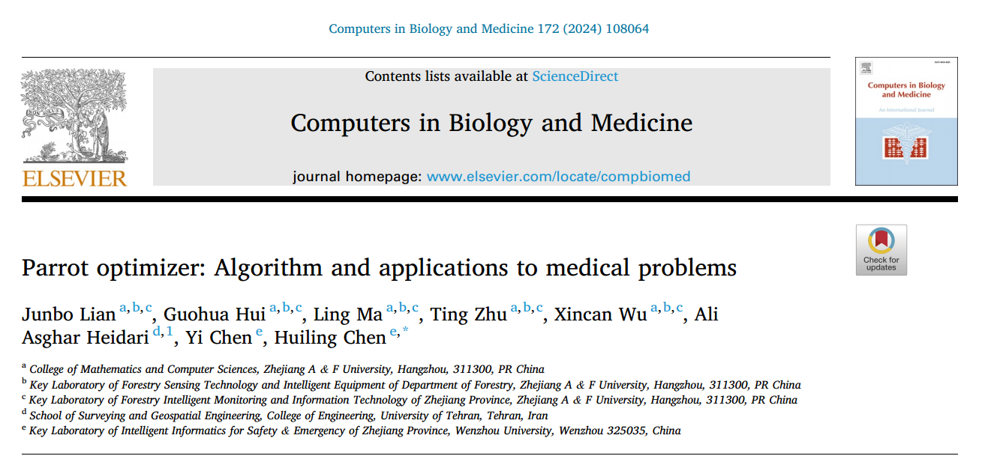 Computers in Biology and Medicine 172 (2024) 108064
Contents lists available at ScienceDirect
Computers in Biology and Medicine
journal homepage: www.elsevier.com/locate/compbiomed
NON SOLUS
ELSEVIER
Computers in Biology
and Medicine
An International Journal
Check for
updates
Parrot optimizer: Algorithm and applications to medical problems
Junbo Lian a,b,c, Guohua Hui a,b,c, Ling Ma a,b,c, Ting Zhu a,b,c, Xincan Wu a,b,c, Ali
Asghar Heidari d,1, Yi Chen e, Huiling Chen e,*
a College of Mathematics and Computer Sciences, Zhejiang A & F University, Hangzhou, 311300, PR China
b Key Laboratory of Forestry Sensing Technology and Intelligent Equipment of Department of Forestry, Zhejiang A & F University, Hangzhou, 311300, PR China
c Key Laboratory of Forestry Intelligent Monitoring and Information Technology of Zhejiang Province, Zhejiang A & F University, Hangzhou, 311300, PR China
d School of Surveying and Geospatial Engineering, College of Engineering, University of Tehran, Tehran, Iran
e Key Laboratory of Intelligent Informatics for Safety & Emergency of Zhejiang Province, Wenzhou University, Wenzhou 325035, China